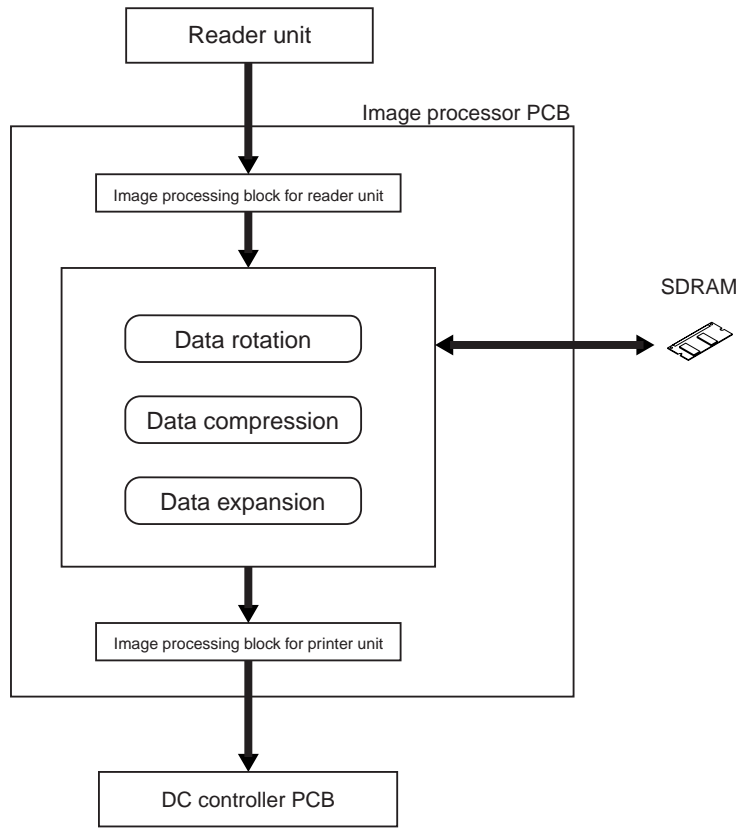 Reader unit
Image processor PCB
Image processing block for reader unit
SDRAM
Data rotation
Data compression
Data expansion
Image processing block for printer unit
DC controller PCB